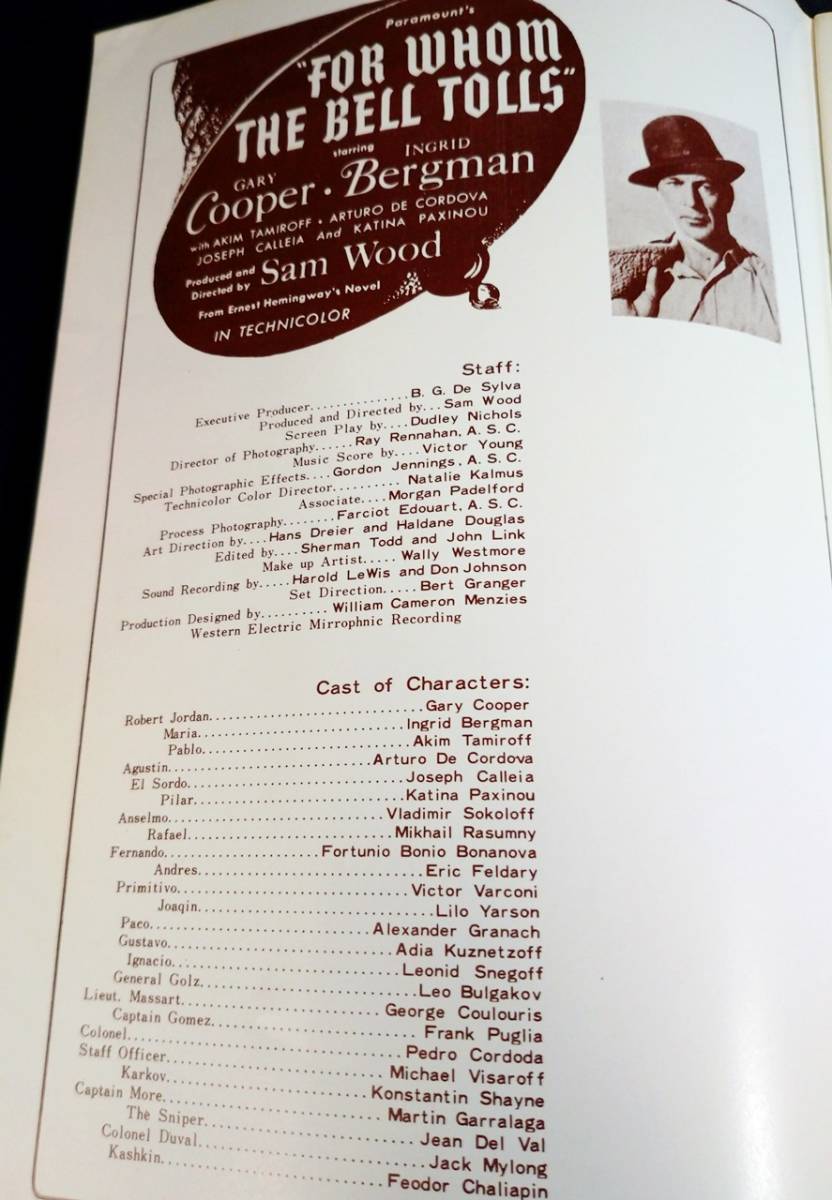 Paramount's
"FOR WHOM
THE BELL TOLLS"
starring
GARY INGRID
Cooper · Bergman
with AKIM TAMIROFF · ARTURO DE CORDOVA
JOSEPH CALLEIA And KATINA PAXINOU
Produced and
Directed by Sam Wood
From Ernest Hemingway's Novel
IN TECHNICOLOR
Staff:
Executive Producer..............B. G. De Sylva
Produced and Directed by...Sam Wood
Screen Play by....Dudley Nichols
Director of Photography......Ray Rennahan, A. S. C.
Music Score by....Victor Young
Special Photographic Effects....Gordon Jennings, A. S. C.
Technicolor Color Director..........Natalie Kalmus
Associate....Morgan Padelford
Process Photography........Farciot Edouart, A. S. C.
Art Direction by....Hans Dreier and Haldane Douglas
Edited by....Sherman Todd and John Link
Make up Artist.....Wally Westmore
Sound Recording by.....Harold LeWis and Don Johnson
Set Direction.....Bert Granger
Production Designed by..........William Cameron Menzies
Western Electric Mirrophnic Recording
Cast of Characters:
Robert Jordan..............................Gary Cooper
Maria..............................Ingrid Bergman
Pablo..............................Akim Tamiroff
Agustin..............................Arturo De Cordova
El Sordo..............................Joseph Calleia
Pilar..............................Katina Paxinou
Anselmo..............................Vladimir Sokoloff
Rafael..............................Mikhail Rasumny
Fernando.....................Fortunio Bonio Bonanova
Andres..............................Eric Feldary
Primitivo..............................Victor Varconi
Joaqin..............................Lilo Yarson
Paco..............................Alexander Granach
Gustavo..............................Adia Kuznetzoff
Ignacio..............................Leonid Snegoff
General Golz..............................Leo Bulgakov
Lieut. Massart..............................George Coulouris
Captain Gomez..............................Frank Puglia
Colonel..............................Pedro Cordoda
Staff Officer..............................Michael Visaroff
Karkov..............................Konstantin Shayne
Captain More..............................Martin Garralaga
The Sniper..............................Jean Del Val
Colonel Duval..............................Jack Mylong
Kashkin..............................Feodor Chaliapin